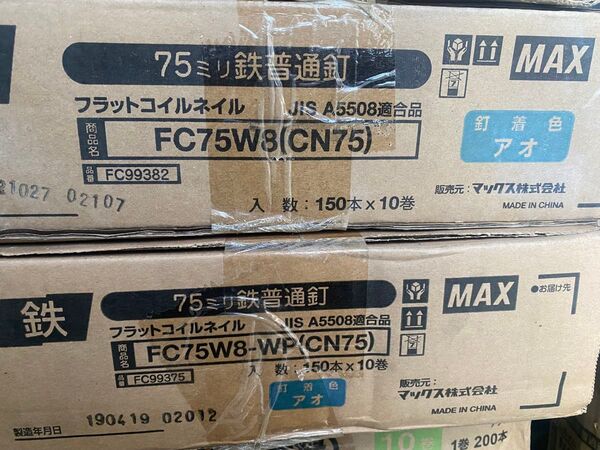 75ミリ鉄普通釘
MAX
フラットコイルネイル JIS A5508適合品
商品名 FC75W8(CN75)
品番 FC99382
釘着色
アオ
21027 02107
入 数：150本×10巻
販売元：マックス株式会社
MADE IN CHINA
鉄
75ミリ鉄普通釘
MAX
●お届け先
フラットコイルネイル JIS A5508適合品
商品名 FC75W8-WP(CN75)
品番 FC99375
入 数：150本×10巻
釘着色
アオ
販売元：
マックス株式会社
MADE IN CHINA
製造年月日 190419 02012
10巻
1巻 200本